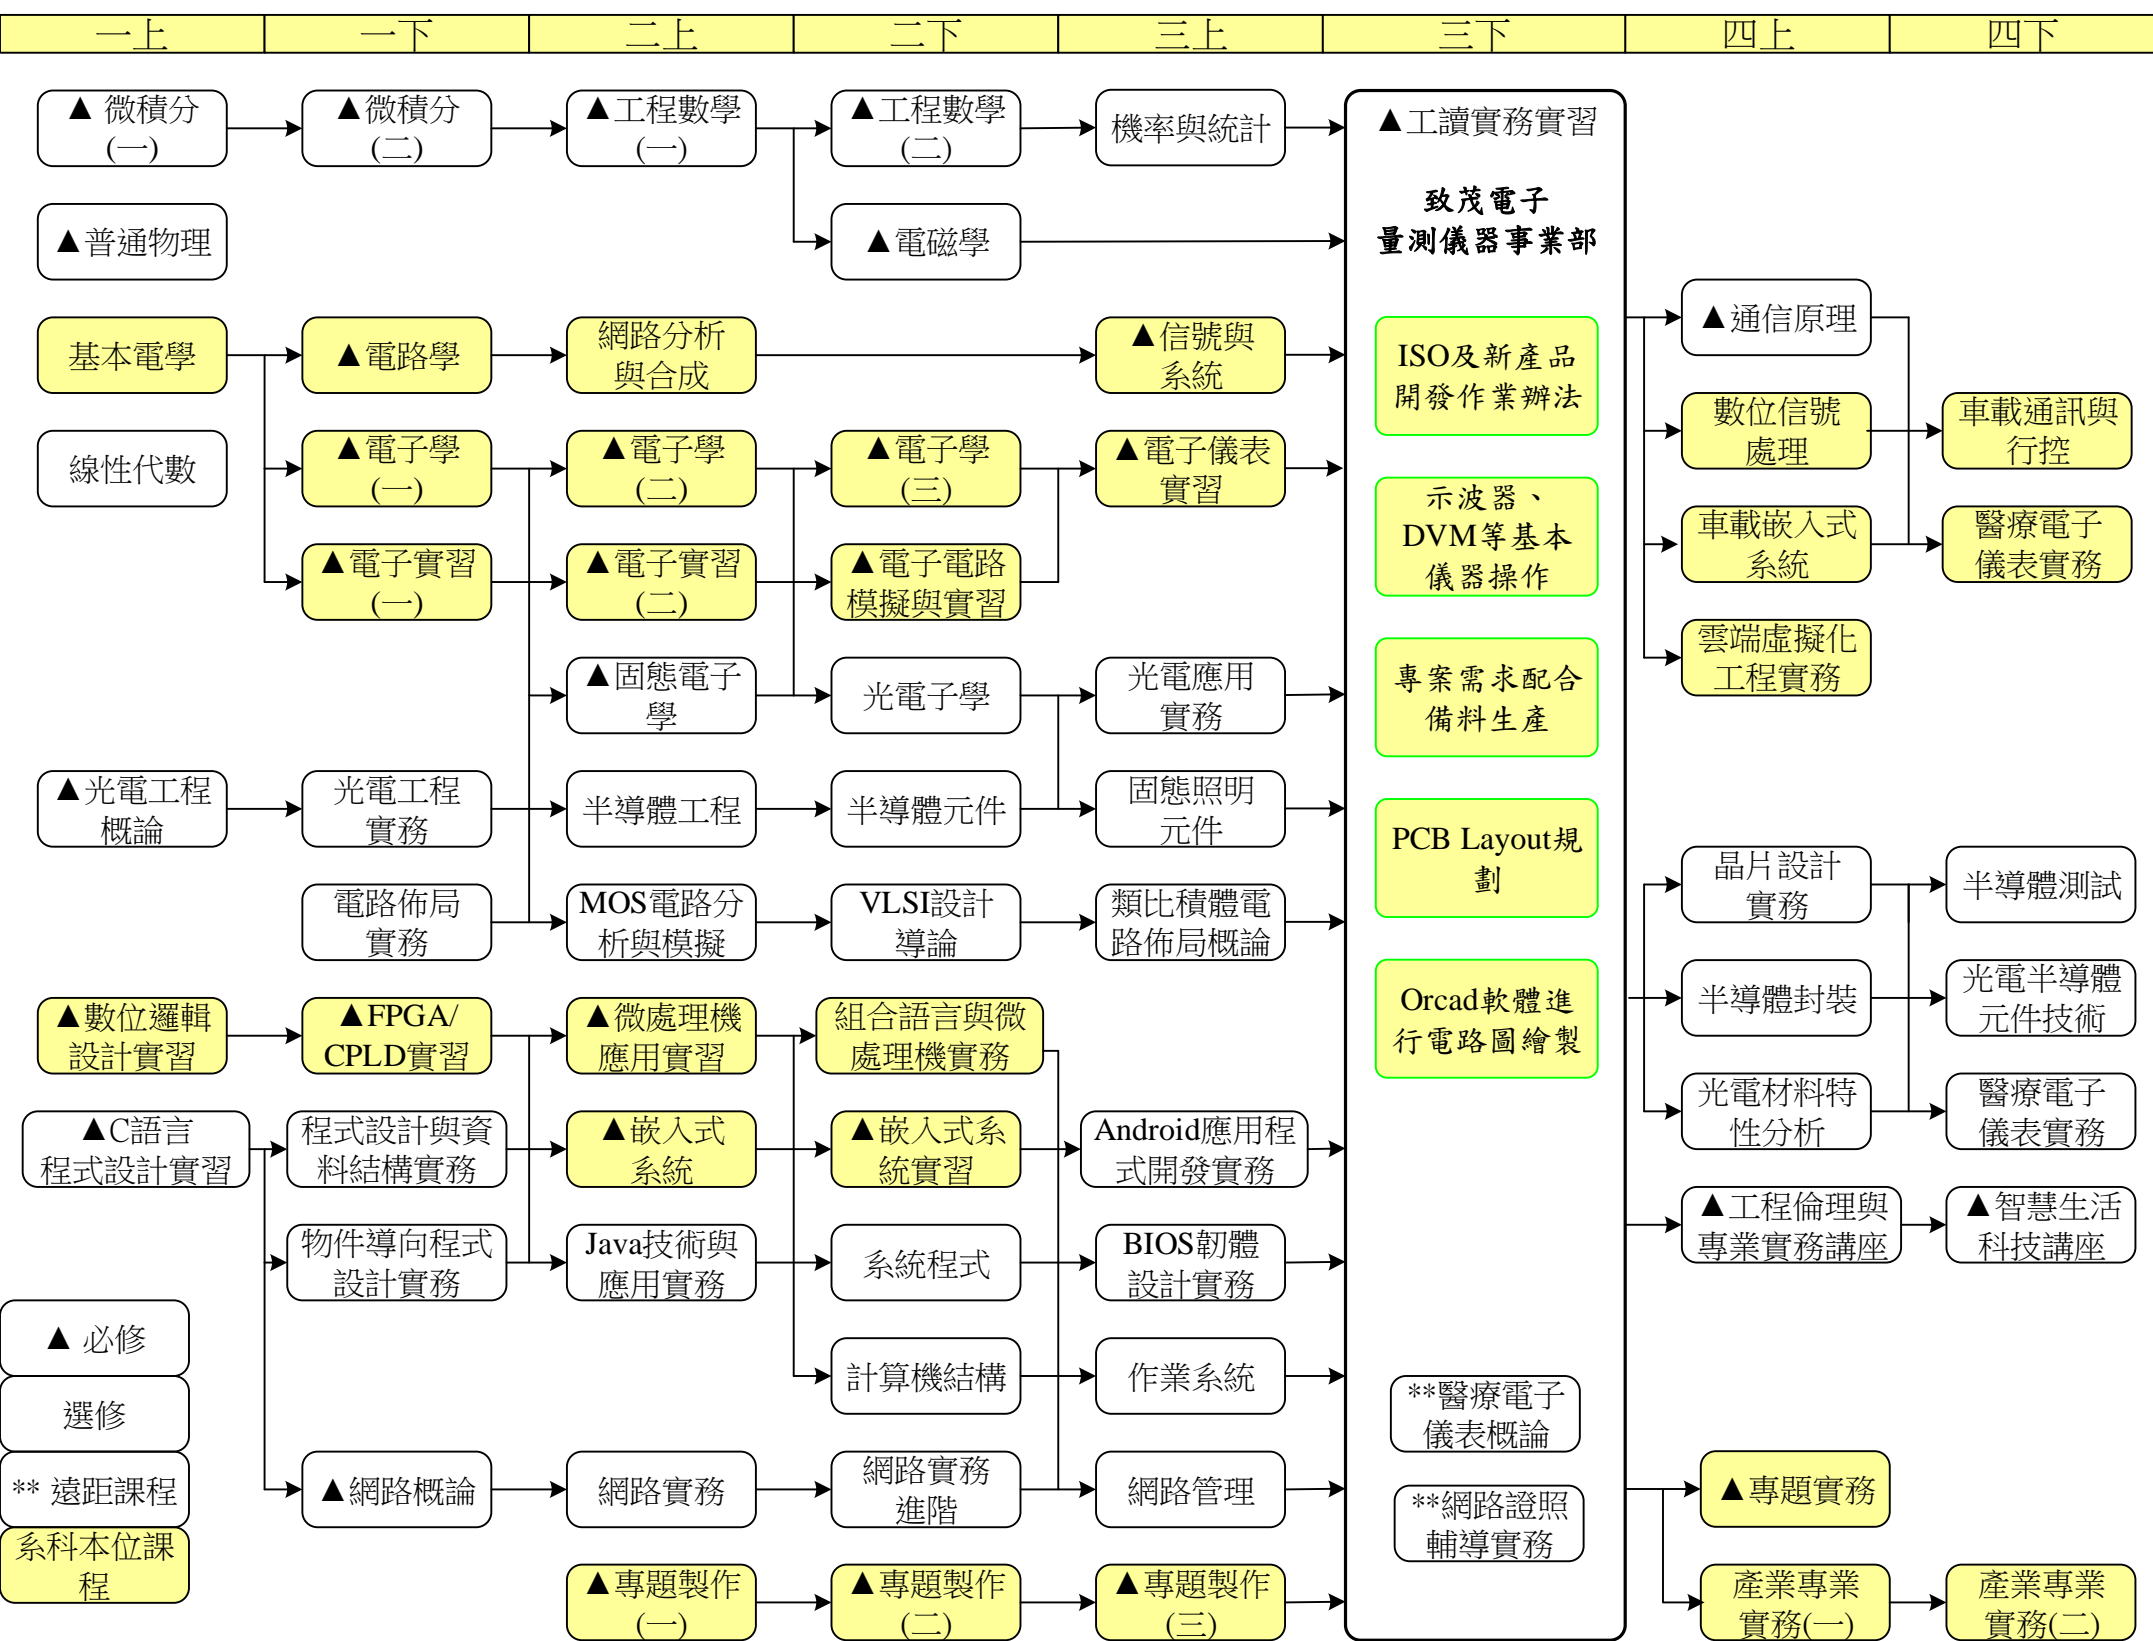 一上
一下
二上
二下
三上
三下
四上
四下
▲ 微積分
(一)
▲普通物理
基本電學
線性代數
▲光電工程
概論
▲數位邏輯
設計實習
▲C語言
程式設計實習
▲ 必修
選修
** 遠距課程
系科本位課
程
▲微積分
(二)
▲電路學
▲電子學
(一)
▲電子實習
(一)
光電工程
實務
電路佈局
實務
▲FPGA/
CPLD實習
程式設計與資
料結構實務
物件導向程式
設計實務
▲網路概論
▲工程數學
(一)
網路分析
與合成
▲電子學
(二)
▲電子實習
(二)
▲固態電子
學
半導體工程
MOS電路分
析與模擬
▲微處理機
應用實習
▲嵌入式
系統
Java技術與
應用實務
網路實務
▲專題製作
(一)
▲工程數學
(二)
▲電磁學
▲電子學
(三)
▲電子電路
模擬與實習
光電子學
半導體元件
VLSI設計
導論
組合語言與微
處理機實務
▲嵌入式系
統實習
系統程式
計算機結構
網路實務
進階
▲專題製作
(二)
機率與統計
▲信號與
系統
▲電子儀表
實習
光電應用
實務
固態照明
元件
類比積體電
路佈局概論
Android應用程
式開發實務
BIOS韌體
設計實務
作業系統
網路管理
▲專題製作
(三)
▲工讀實務實習
致茂電子
量測儀器事業部
ISO及新產品
開發作業辦法
示波器、
DVM等基本
儀器操作
專案需求配合
備料生產
PCB Layout規
劃
Orcad軟體進
行電路圖繪製
**醫療電子
儀表概論
**網路證照
輔導實務
▲通信原理
數位信號
處理
車載嵌入式
系統
雲端虛擬化
工程實務
晶片設計
實務
半導體封裝
光電材料特
性分析
▲工程倫理與
專業實務講座
▲專題實務
產業專業
實務(一)
車載通訊與
行控
醫療電子
儀表實務
半導體測試
光電半導體
元件技術
醫療電子
儀表實務
▲智慧生活
科技講座
產業專業
實務(二)